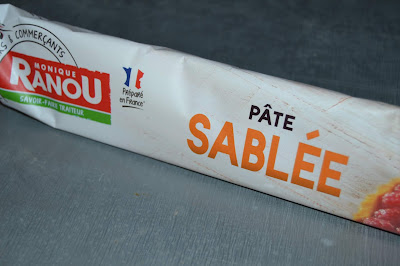 & COMMERÇANTS
MONIQUE
RANOU
SAVOIR-FAIRE TRAITEUR
Préparé
en France
PÂTE
SABLÉE